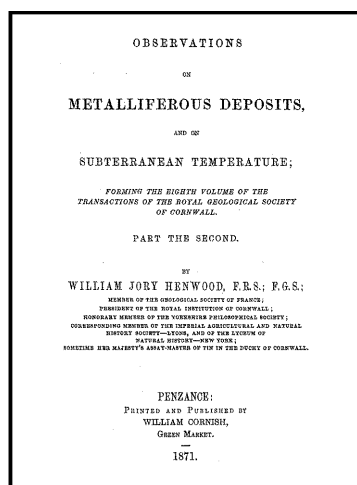 OBSERVATIONS
ON
METALLIFEROUS DEPOSITS,
AND ON
SUBTERRANEAN TEMPERATURE;
FORMING THE EIGHTH VOLUME OF THE
TRANSACTIONS OF THE ROYAL GEOLOGICAL SOCIETY
OF CORNWALL.
PART THE SECOND.
BY
WILLIAM JORY HENWOOD, F.R.S.; F.G.S.;
MEMBER OF THE GEOLOGICAL SOCIETY OF FRANCE;
PRESIDENT OF THE ROYAL INSTITUTION OF CORNWALL;
HONORARY MEMBER OF THE YORKSHIRE PHILOSOPHICAL SOCIETY;
CORRESPONDING MEMBER OF THE IMPERIAL AGRICULTURAL AND NATURAL
HISTORY SOCIETY—LYONS, AND OF THE LYCEUM OF
NATURAL HISTORY—NEW YORK;
SOMETIME HER MAJESTY'S ASSAY-MASTER OF TIN IN THE DUCHY OF CORNWALL.
PENZANCE:
PRINTED AND PUBLISHED BY
WILLIAM CORNISH,
GREEN MARKET.
1871.